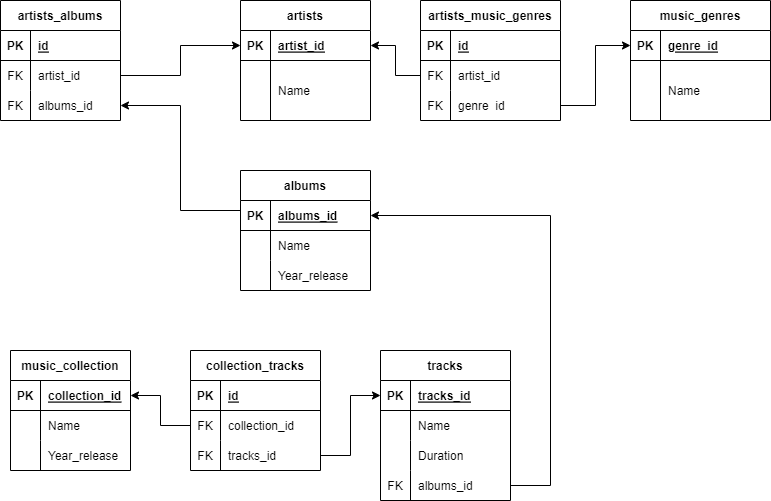 artists_albums
PK id
FK artist_id
FK albums_id
artists
PK artist_id
Name
artists_music_genres
PK id
FK artist_id
FK genre_id
music_genres
PK genre_id
Name
albums
PK albums_id
Name
Year_release
music_collection
PK collection_id
Name
Year_release
collection_tracks
PK id
FK collection_id
FK tracks_id
tracks
PK tracks_id
Name
Duration
FK albums_id